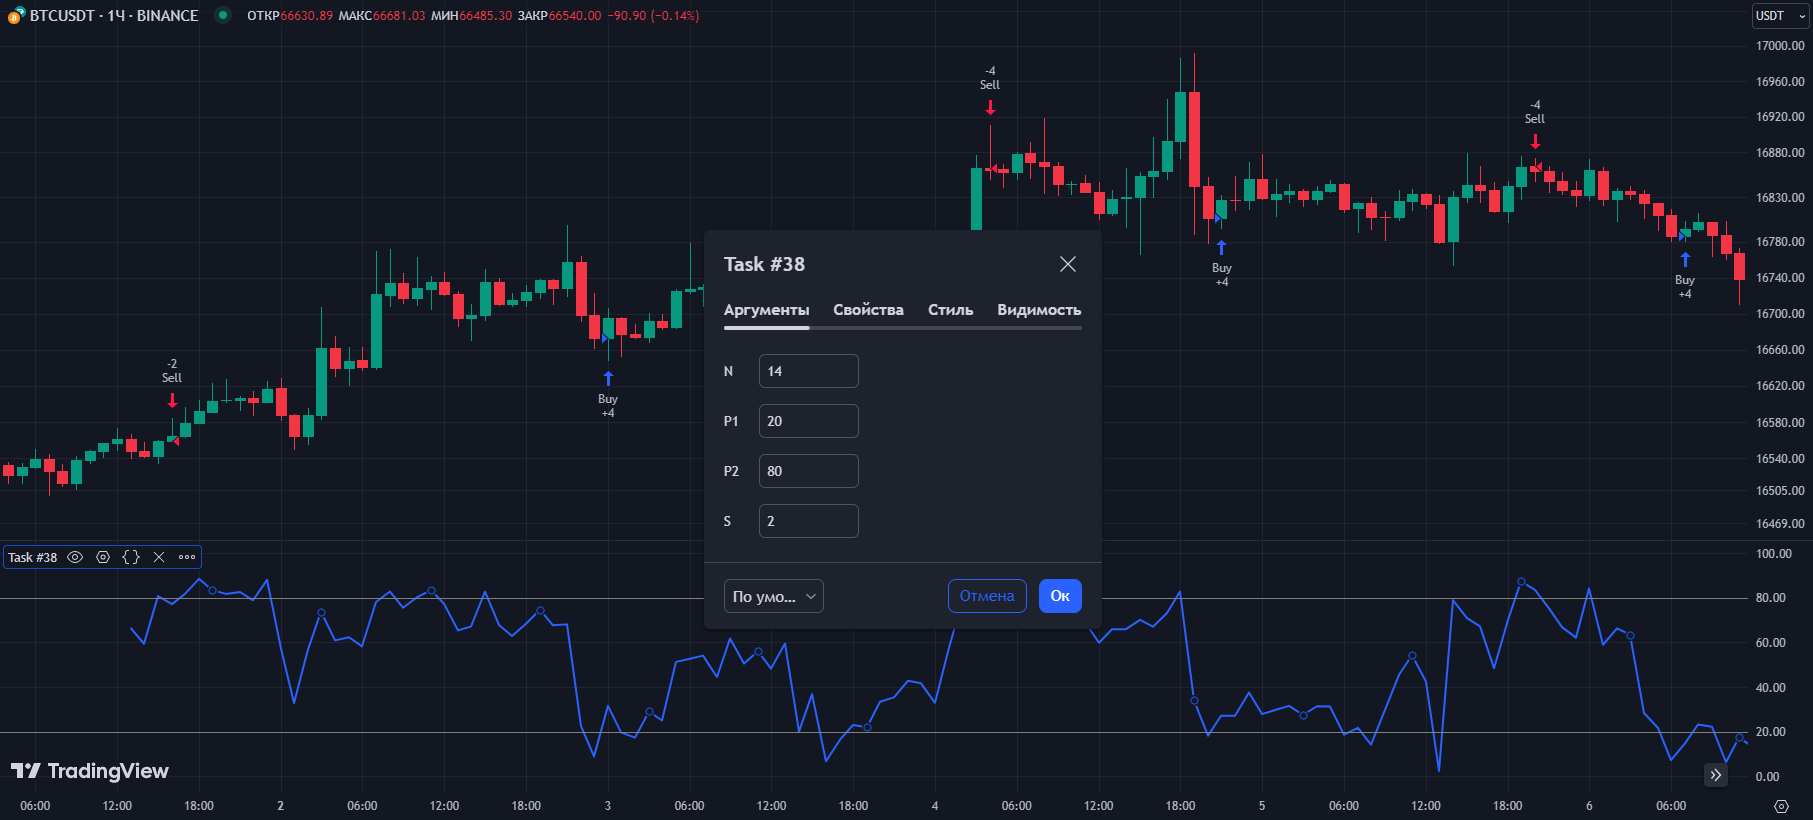 BTCUSDT · 1Ч · BINANCE
ОТКР66630.89 МАКС66681.03 МИН66485.30 ЗАКР66540.00 −90.90 (−0.14%)
USDT
17000.00
16960.00
16920.00
16880.00
16830.00
16780.00
16740.00
16700.00
16660.00
16620.00
16580.00
16540.00
16505.00
16469.00
-2
Sell
Buy
+4
-4
Sell
Buy
+4
-4
Sell
Buy
+4
Task #38
Аргументы Свойства Стиль Видимость
N 14
P1 20
P2 80
S 2
По умо...
Отмена
Ок
Task #38
100.00
80.00
60.00
40.00
20.00
0.00
TradingView
06:00 12:00 18:00 2 06:00 12:00 18:00 3 06:00 12:00 18:00 4 06:00 12:00 18:00 5 06:00 12:00 18:00 6 06:00